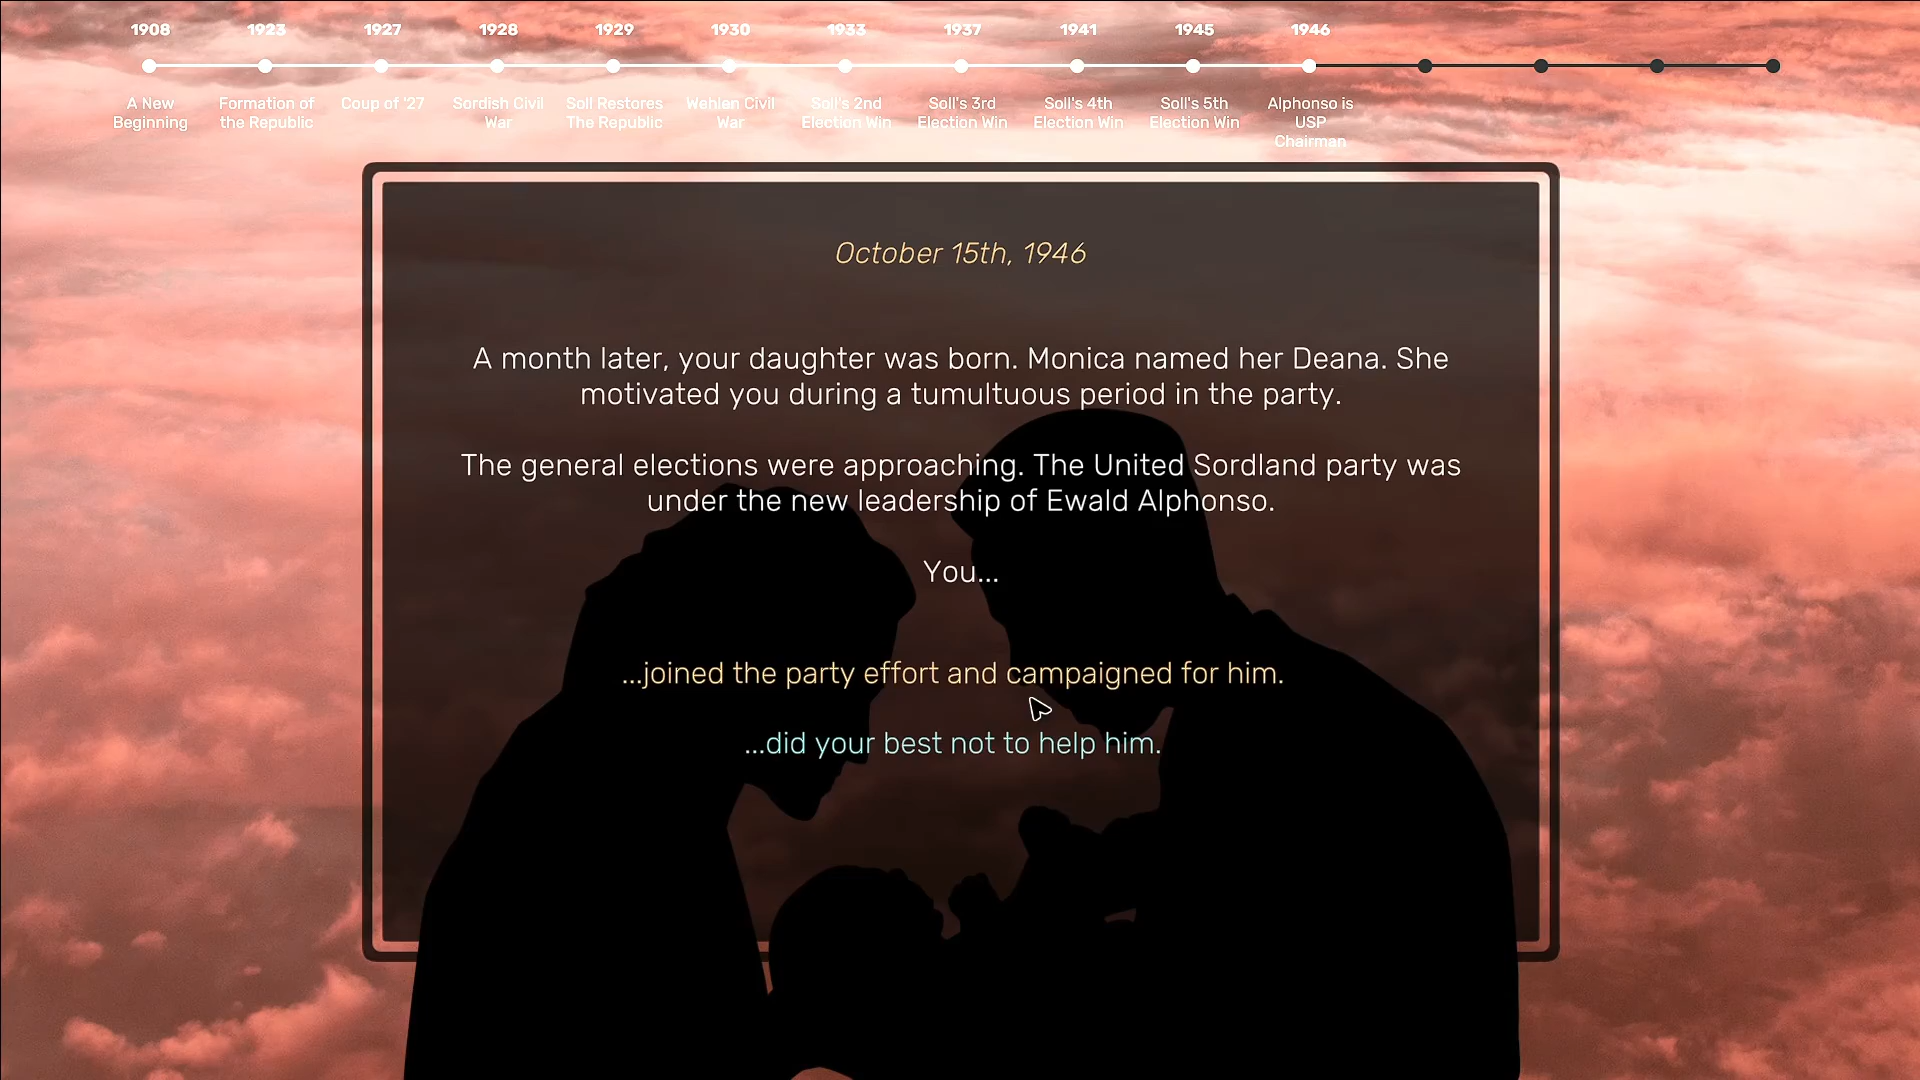 1908 1923 1927 1928 1929 1930 1933 1937 1941 1945 1946
A New Beginning
Formation of the Republic
Coup of '27
Sordish Civil War
Soll Restores The Republic
Wehlen Civil War
Soll's 2nd Election Win
Soll's 3rd Election Win
Soll's 4th Election Win
Soll's 5th Election Win
Alphonso is USP Chairman
October 15th, 1946
A month later, your daughter was born. Monica named her Deana. She
motivated you during a tumultuous period in the party.
The general elections were approaching. The United Sordland party was
under the new leadership of Ewald Alphonso.
You...
...joined the party effort and campaigned for him.
...did your best not to help him.